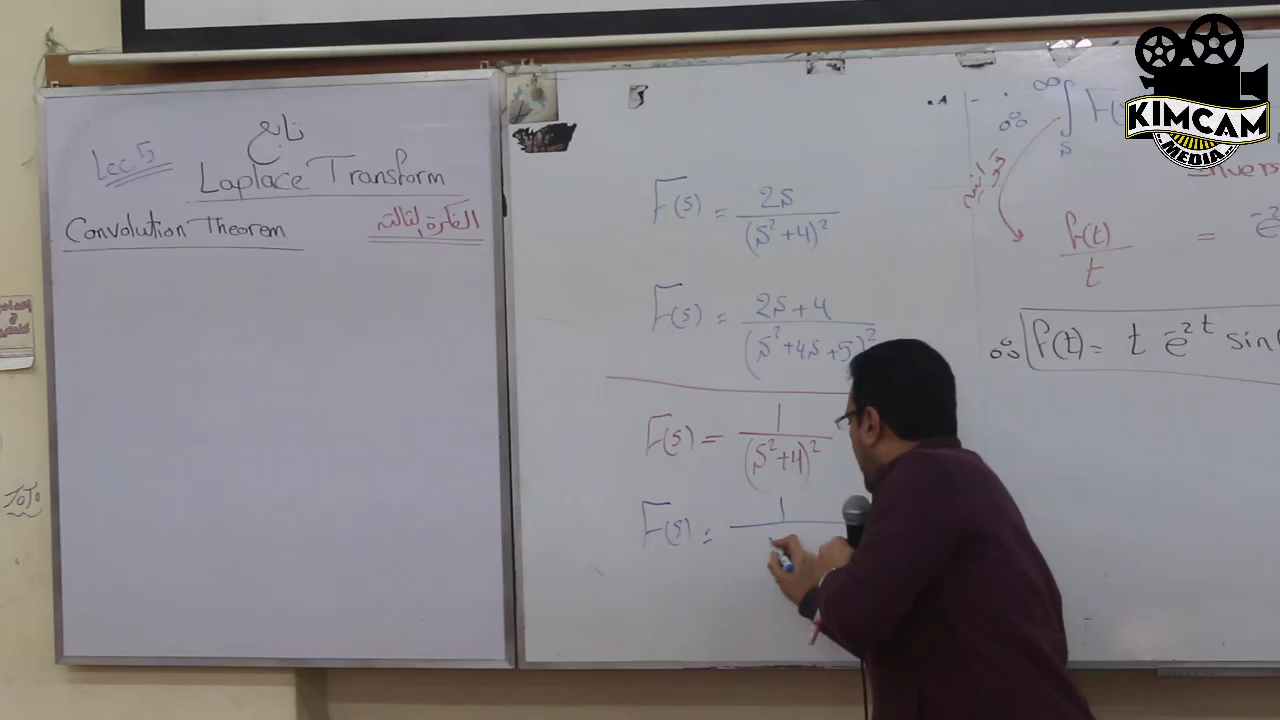 KIMCAM
MEDIA
Lec. 5
تابع
Laplace Transform
Convolution Theorem
الفكرة الثالثة
F(s) = 2s / (s²+4)²
F(s) = 2s+4 / (s²+4s+5)²
F(s) = 1 / (s²+4)²
F(s) = 1
∞ ∫ s
f(t) / t = e⁻²
∴ f(t) = t e⁻²ᵗ sin